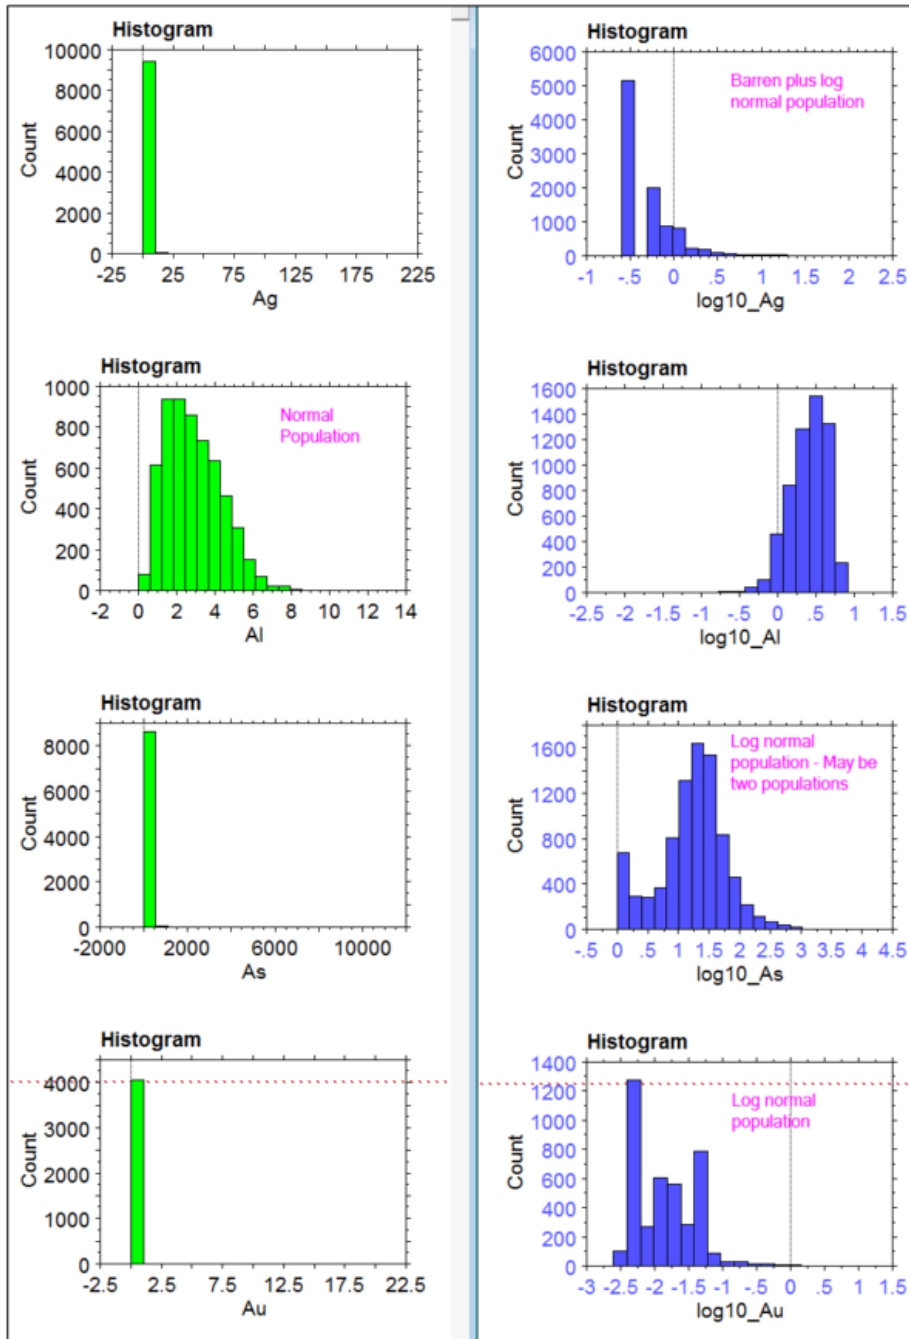 Histogram
10000
8000
6000
4000
2000
0
Count
-25 25 75 125 175 225
Ag
Histogram
6000
5000
4000
3000
2000
1000
0
Count
Barren plus log
normal population
-1 -.5 0 .5 1 1.5 2 2.5
log10_Ag
Histogram
1000
800
600
400
200
0
Count
Normal
Population
-2 0 2 4 6 8 10 12 14
Al
Histogram
1600
1400
1200
1000
800
600
400
200
0
Count
-2.5 -2 -1.5 -1 -.5 0 .5 1 1.5
log10_Al
Histogram
8000
6000
4000
2000
0
Count
-2000 2000 6000 10000
As
Histogram
1600
1200
800
400
0
Count
Log normal
population - May be
two populations
-.5 0 .5 1 1.5 2 2.5 3 3.5 4 4.5
log10_As
Histogram
4000
3000
2000
1000
0
Count
-2.5 2.5 7.5 12.5 17.5 22.5
Au
Histogram
1400
1200
1000
800
600
400
200
0
Count
Log normal
population
-3 -2.5 -2 -1.5 -1 -.5 0 .5 1 1.5
log10_Au